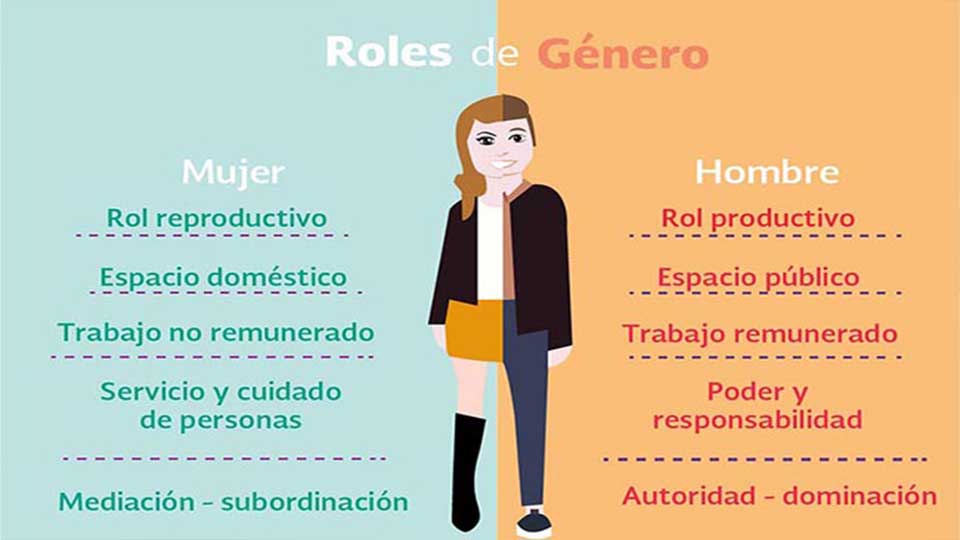 Roles de Género
Mujer
Rol reproductivo
Espacio doméstico
Trabajo no remunerado
Servicio y cuidado
de personas
Mediación - subordinación
Hombre
Rol productivo
Espacio público
Trabajo remunerado
Poder y
responsabilidad
Autoridad - dominación